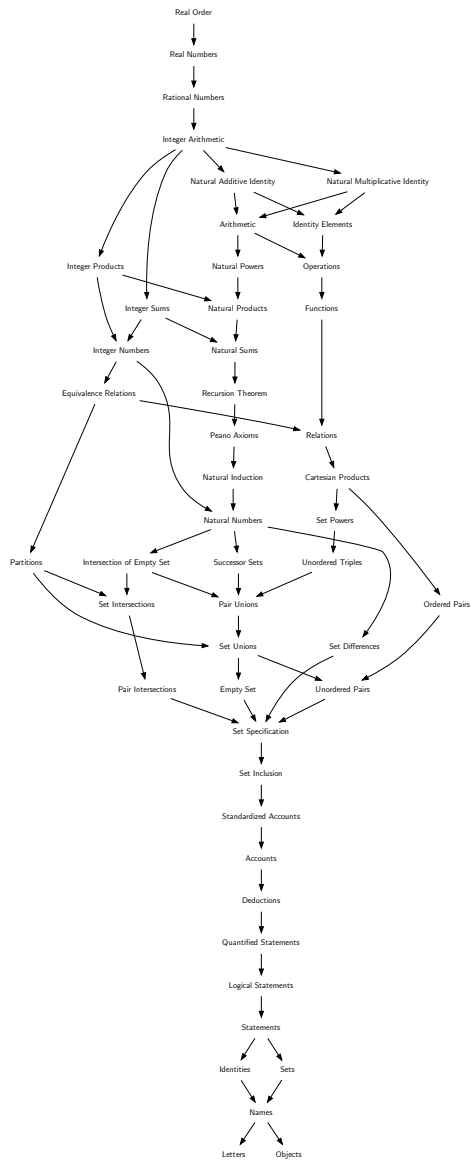 Real Order
Real Numbers
Rational Numbers
Integer Arithmetic
Natural Additive Identity
Natural Multiplicative Identity
Arithmetic
Identity Elements
Integer Products
Natural Powers
Operations
Integer Sums
Natural Products
Functions
Integer Numbers
Natural Sums
Equivalence Relations
Recursion Theorem
Peano Axioms
Relations
Natural Induction
Cartesian Products
Natural Numbers
Set Powers
Partitions
Intersection of Empty Set
Successor Sets
Unordered Triples
Set Intersections
Pair Unions
Ordered Pairs
Set Unions
Set Differences
Pair Intersections
Empty Set
Unordered Pairs
Set Specification
Set Inclusion
Standardized Accounts
Accounts
Deductions
Quantified Statements
Logical Statements
Statements
Identities
Sets
Names
Letters
Objects